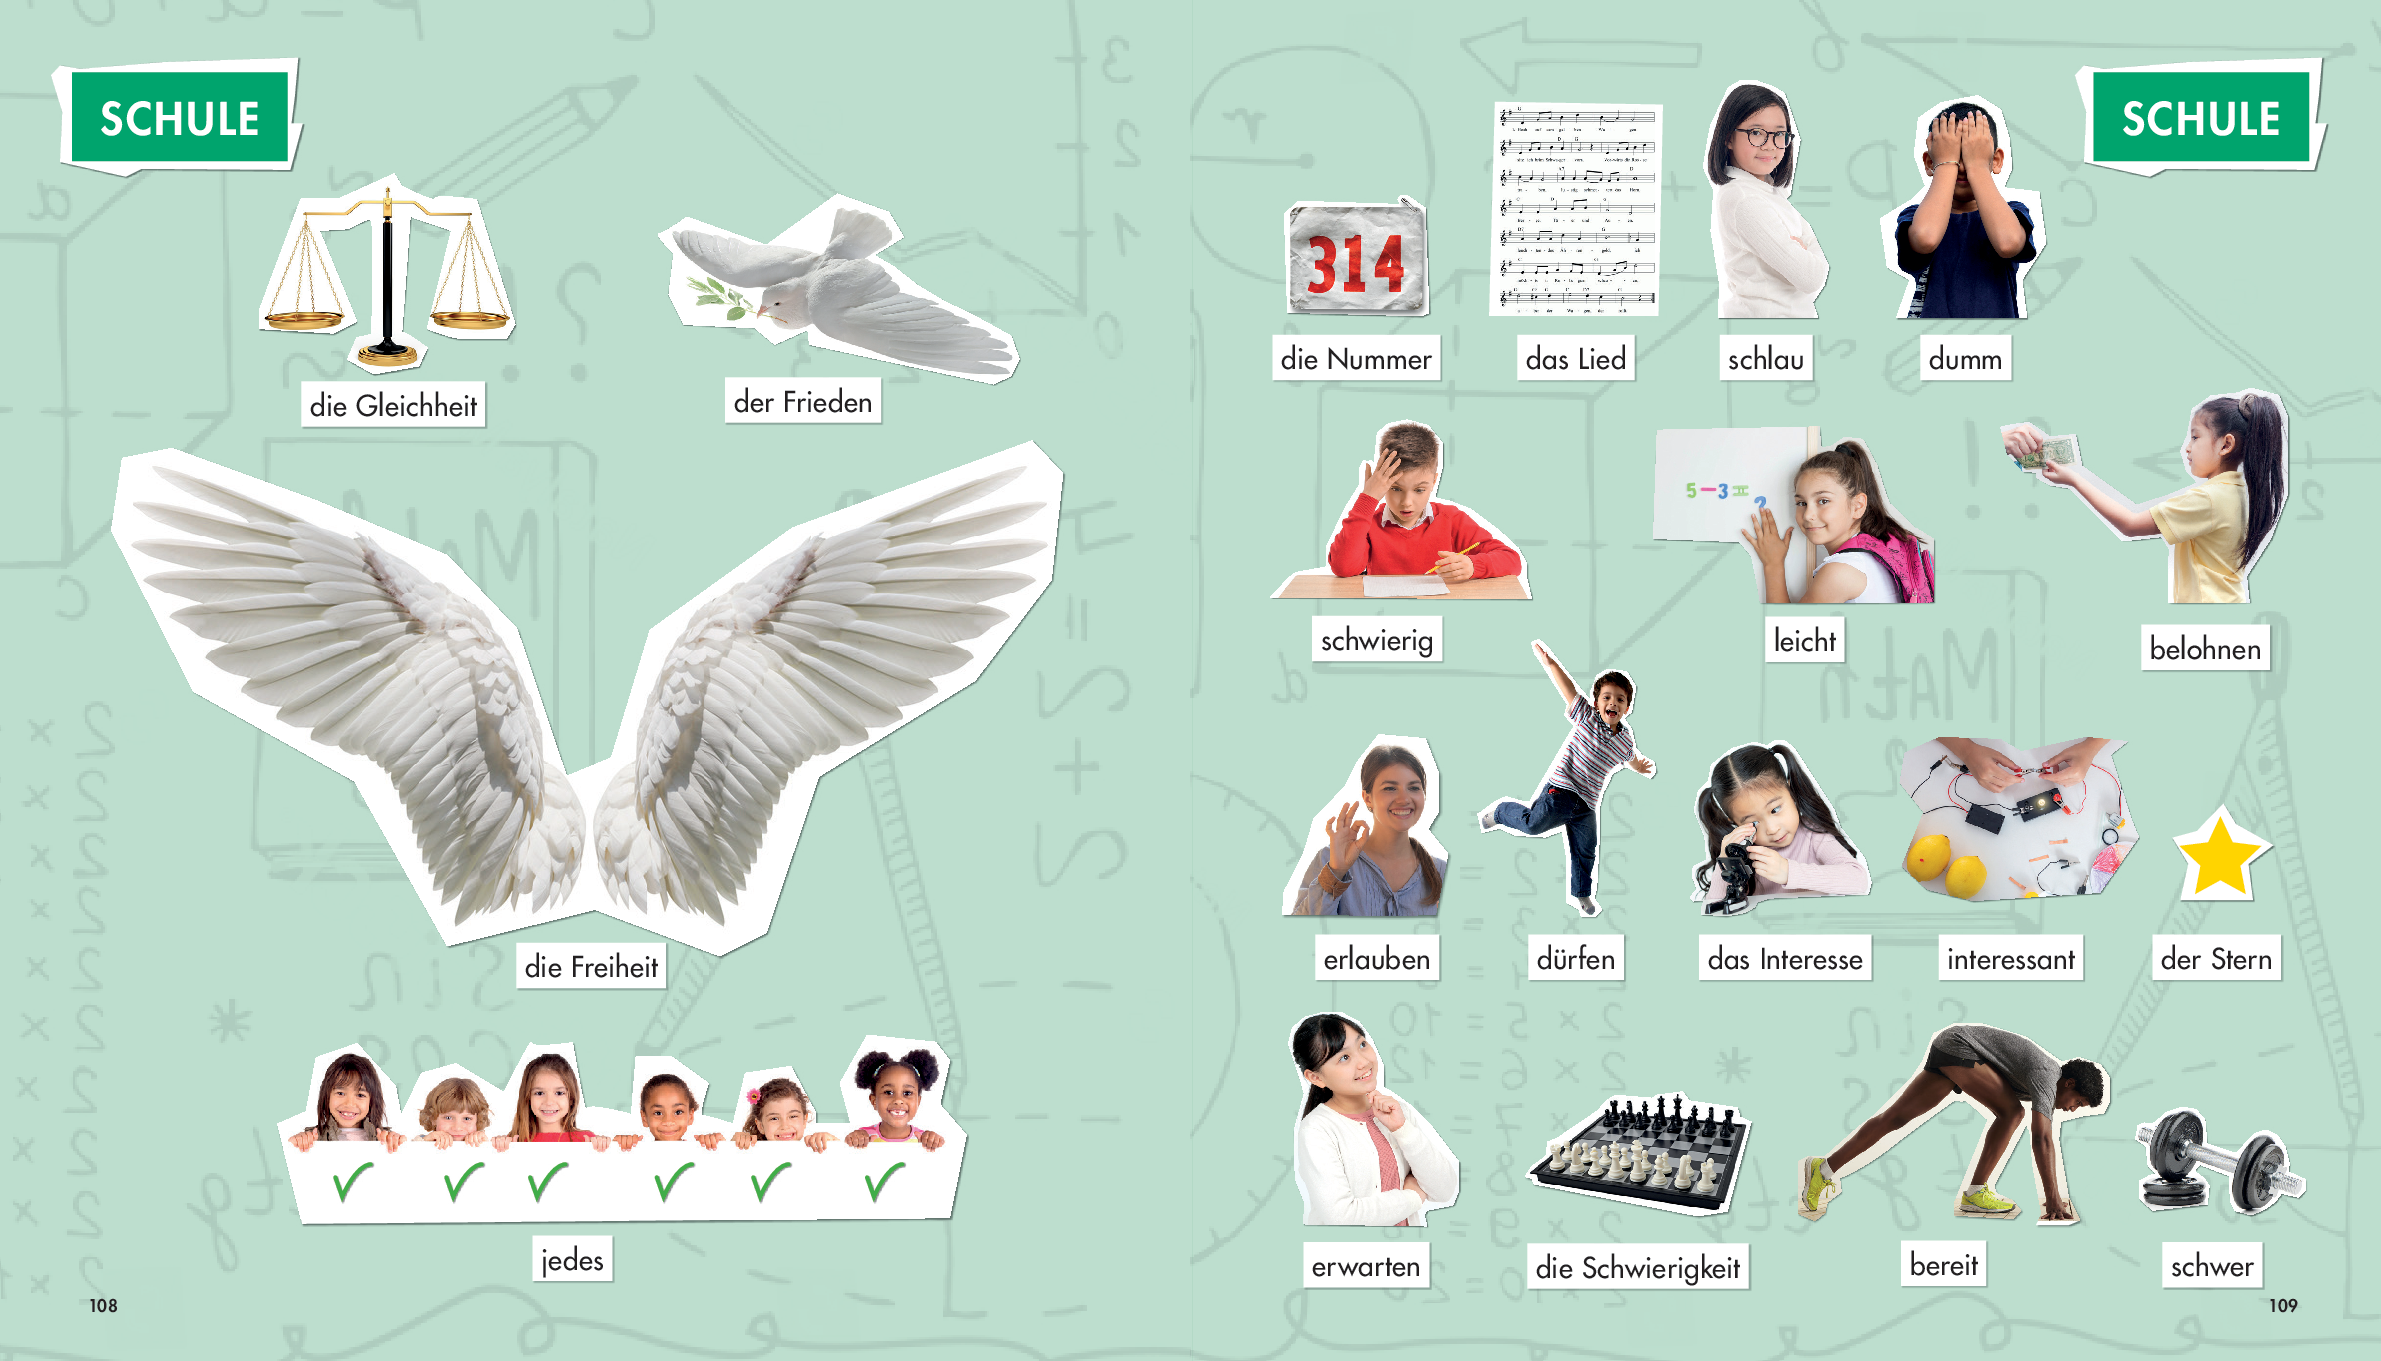 SCHULE
die Gleichheit
der Frieden
die Freiheit
jedes
108
SCHULE
314
die Nummer
das Lied
schlau
dumm
5-3=?
schwierig
leicht
belohnen
erlauben
dürfen
das Interesse
interessant
der Stern
erwarten
die Schwierigkeit
bereit
schwer
109